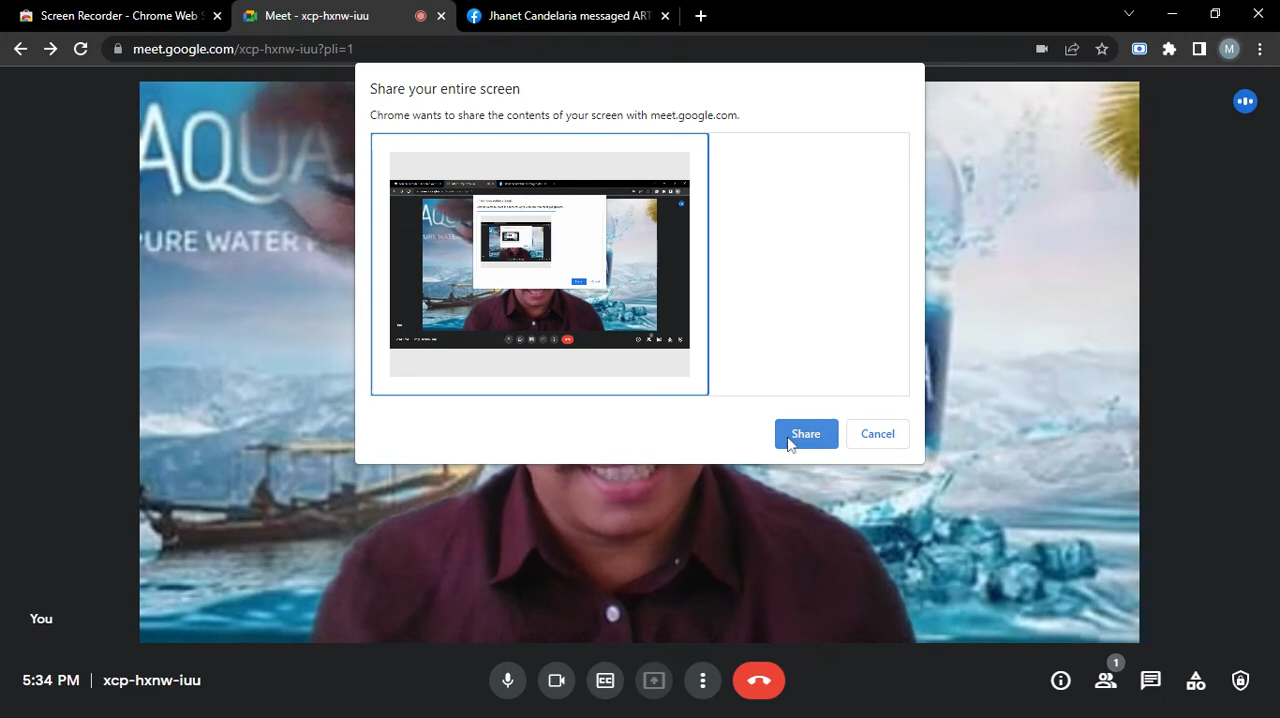 Screen Recorder - Chrome Web S
Meet - xcp-hxnw-iuu
Jhanet Candelaria messaged ART
meet.google.com/xcp-hxnw-iuu?pli=1
M
Share your entire screen
Chrome wants to share the contents of your screen with meet.google.com.
Share
Cancel
AQUA
PURE WATER
You
5:34 PM | xcp-hxnw-iuu
1